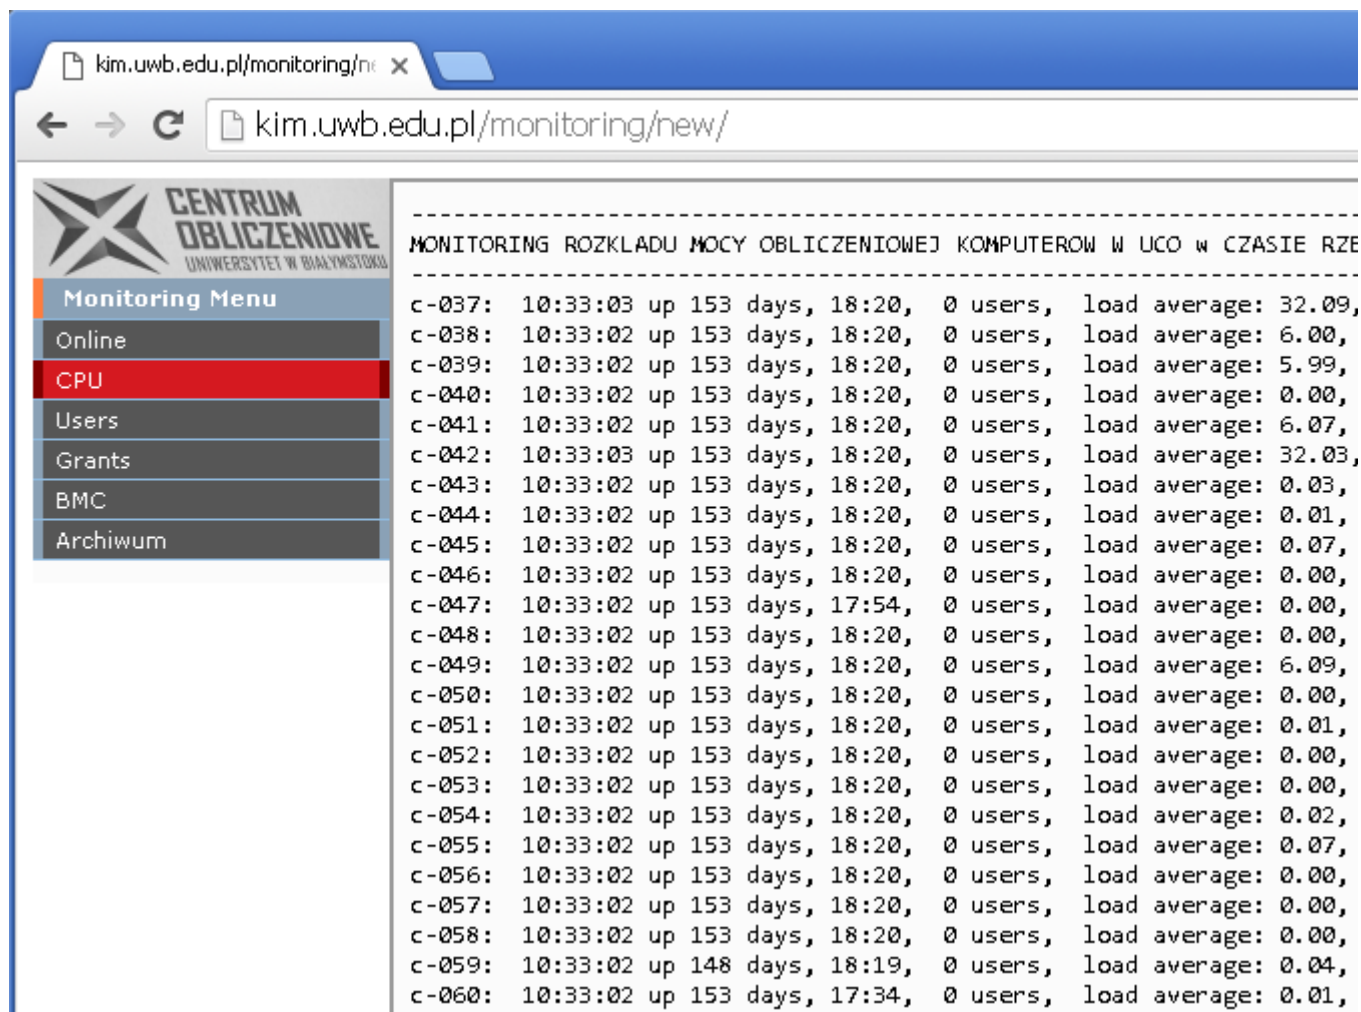 kim.uwb.edu.pl/monitoring/ne
kim.uwb.edu.pl/monitoring/new/
CENTRUM
OBLICZENIOWE
UNIWERSYTET W BIAŁYMSTOKU
Monitoring Menu
Online
CPU
Users
Grants
BMC
Archiwum
--------------------------------------------------------------------
MONITORING ROZKLADU MOCY OBLICZENIOWEJ KOMPUTEROW W UCO w CZASIE RZE
--------------------------------------------------------------------
c-037:  10:33:03 up 153 days, 18:20,  0 users,  load average: 32.09,
c-038:  10:33:02 up 153 days, 18:20,  0 users,  load average: 6.00,
c-039:  10:33:02 up 153 days, 18:20,  0 users,  load average: 5.99,
c-040:  10:33:02 up 153 days, 18:20,  0 users,  load average: 0.00,
c-041:  10:33:02 up 153 days, 18:20,  0 users,  load average: 6.07,
c-042:  10:33:03 up 153 days, 18:20,  0 users,  load average: 32.03,
c-043:  10:33:02 up 153 days, 18:20,  0 users,  load average: 0.03,
c-044:  10:33:02 up 153 days, 18:20,  0 users,  load average: 0.01,
c-045:  10:33:02 up 153 days, 18:20,  0 users,  load average: 0.07,
c-046:  10:33:02 up 153 days, 18:20,  0 users,  load average: 0.00,
c-047:  10:33:02 up 153 days, 17:54,  0 users,  load average: 0.00,
c-048:  10:33:02 up 153 days, 18:20,  0 users,  load average: 0.00,
c-049:  10:33:02 up 153 days, 18:20,  0 users,  load average: 6.09,
c-050:  10:33:02 up 153 days, 18:20,  0 users,  load average: 0.00,
c-051:  10:33:02 up 153 days, 18:20,  0 users,  load average: 0.01,
c-052:  10:33:02 up 153 days, 18:20,  0 users,  load average: 0.00,
c-053:  10:33:02 up 153 days, 18:20,  0 users,  load average: 0.00,
c-054:  10:33:02 up 153 days, 18:20,  0 users,  load average: 0.02,
c-055:  10:33:02 up 153 days, 18:20,  0 users,  load average: 0.07,
c-056:  10:33:02 up 153 days, 18:20,  0 users,  load average: 0.00,
c-057:  10:33:02 up 153 days, 18:20,  0 users,  load average: 0.00,
c-058:  10:33:02 up 153 days, 18:20,  0 users,  load average: 0.00,
c-059:  10:33:02 up 148 days, 18:19,  0 users,  load average: 0.04,
c-060:  10:33:02 up 153 days, 17:34,  0 users,  load average: 0.01,